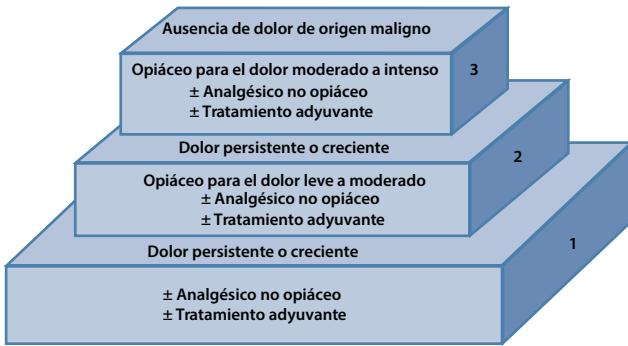 Ausencia de dolor de origen maligno
Opiáceo para el dolor moderado a intenso
± Analgésico no opiáceo
± Tratamiento adyuvante
3
Dolor persistente o creciente
Opiáceo para el dolor leve a moderado
± Analgésico no opiáceo
± Tratamiento adyuvante
2
Dolor persistente o creciente
± Analgésico no opiáceo
± Tratamiento adyuvante
1